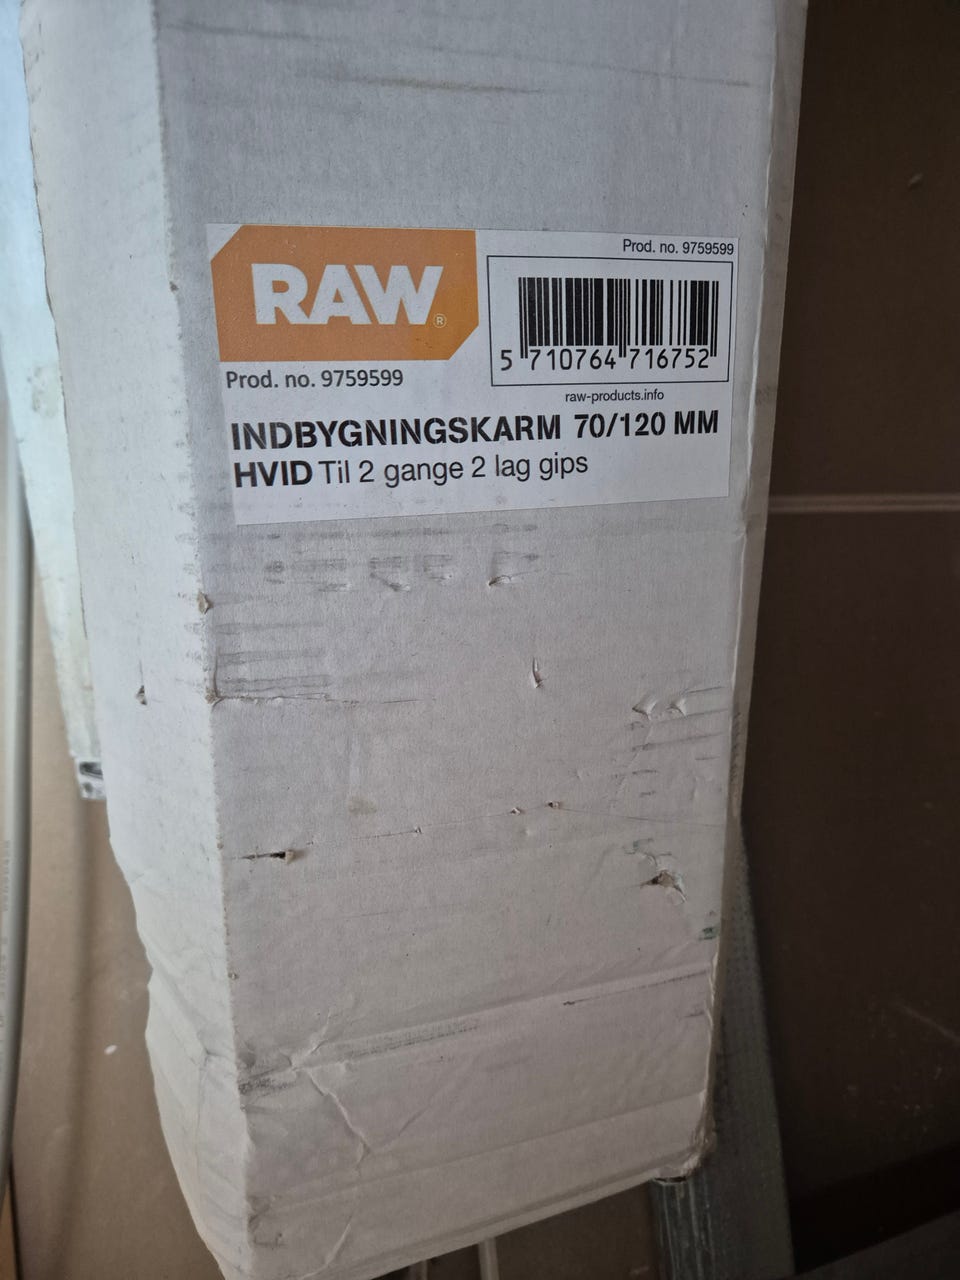 RAW®
Prod. no. 9759599
Prod. no. 9759599
5 710764 716752
raw-products.info
INDBYGNINGSKARM 70/120 MM
HVID Til 2 gange 2 lag gips